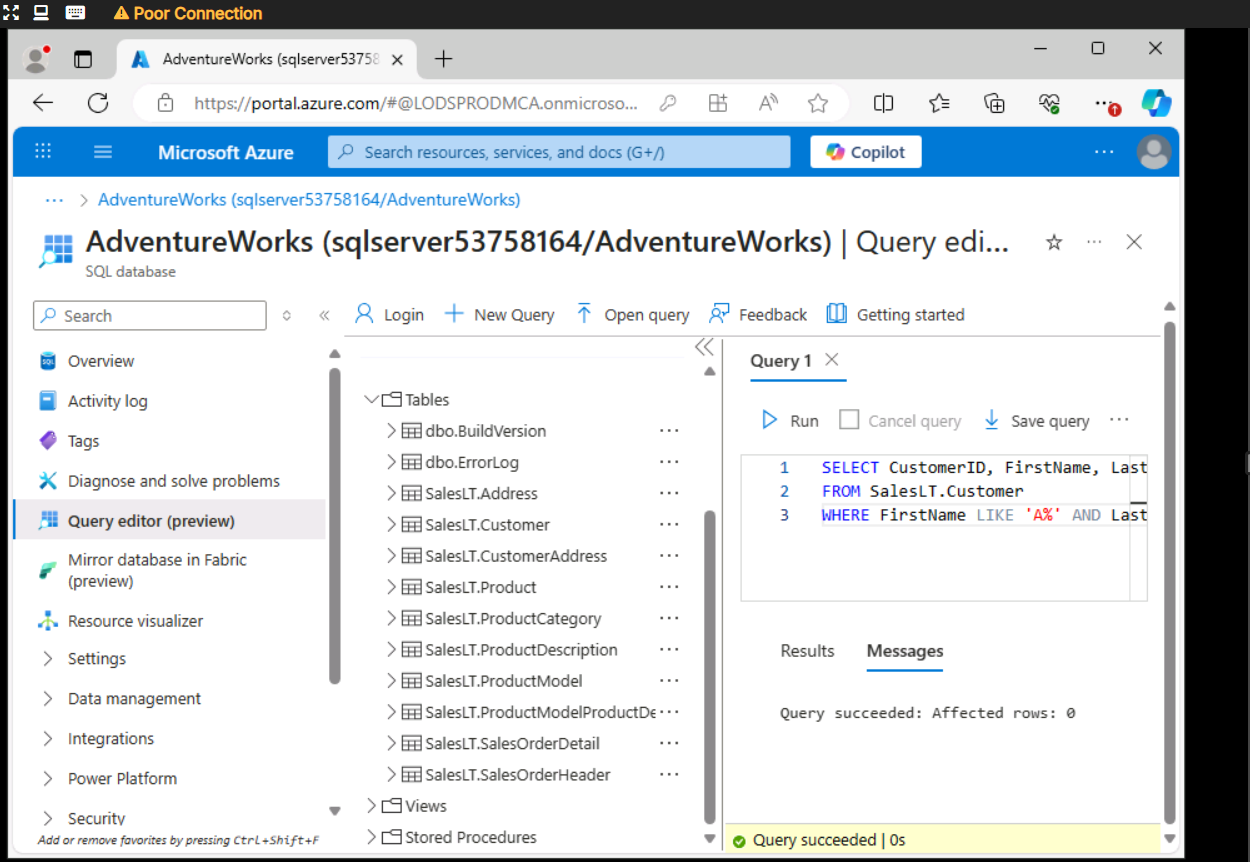 Poor Connection
AdventureWorks (sqlserver53758
https://portal.azure.com/#@LODSPRODMCA.onmicroso...
Microsoft Azure
Search resources, services, and docs (G+/)
Copilot
... > AdventureWorks (sqlserver53758164/AdventureWorks)
AdventureWorks (sqlserver53758164/AdventureWorks) | Query edi...
SQL database
Search
Login
New Query
Open query
Feedback
Getting started
Overview
Activity log
Tags
Diagnose and solve problems
Query editor (preview)
Mirror database in Fabric
(preview)
Resource visualizer
Settings
Data management
Integrations
Power Platform
Security
Add or remove favorites by pressing Ctrl+Shift+F
Tables
dbo.BuildVersion
dbo.ErrorLog
SalesLT.Address
SalesLT.Customer
SalesLT.CustomerAddress
SalesLT.Product
SalesLT.ProductCategory
SalesLT.ProductDescription
SalesLT.ProductModel
SalesLT.ProductModelProductDe...
SalesLT.SalesOrderDetail
SalesLT.SalesOrderHeader
Views
Stored Procedures
Query 1
Run
Cancel query
Save query
1 SELECT CustomerID, FirstName, Last
2 FROM SalesLT.Customer
3 WHERE FirstName LIKE 'A%' AND Last
Results
Messages
Query succeeded: Affected rows: 0
Query succeeded | 0s